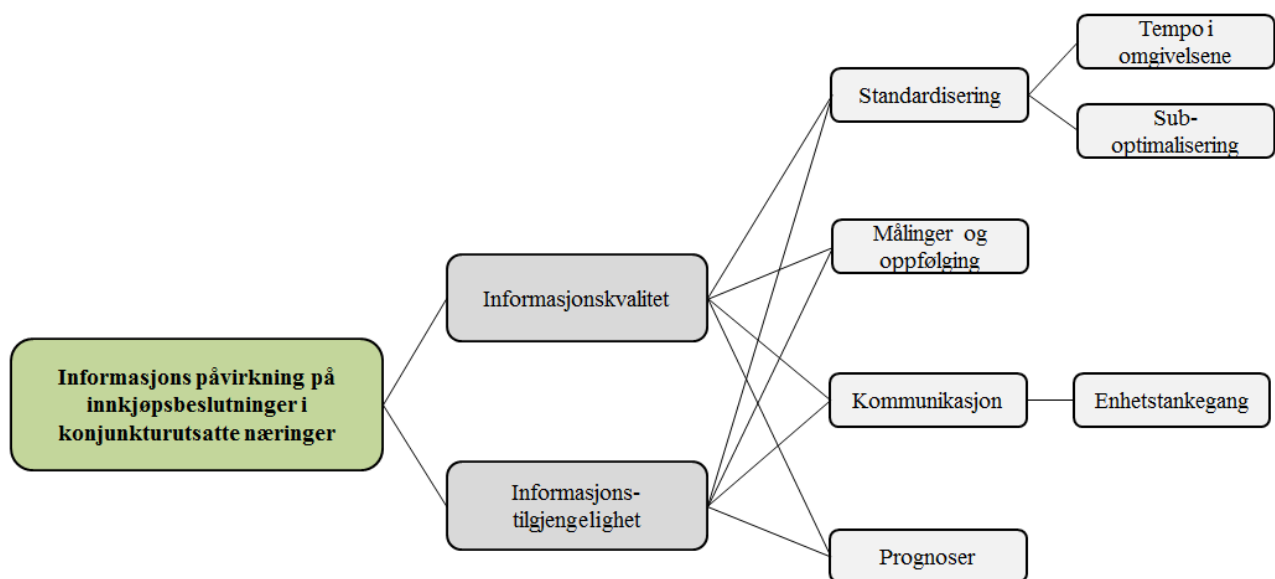 Informasjons påvirkning på
innkjøpsbeslutninger i
konjunkturutsatte næringer
Informasjonskvalitet
Informasjons-
tilgjengelighet
Standardisering
Målinger og
oppfølging
Kommunikasjon
Prognoser
Tempo i
omgivelsene
Sub-
optimalisering
Enhetstankegang